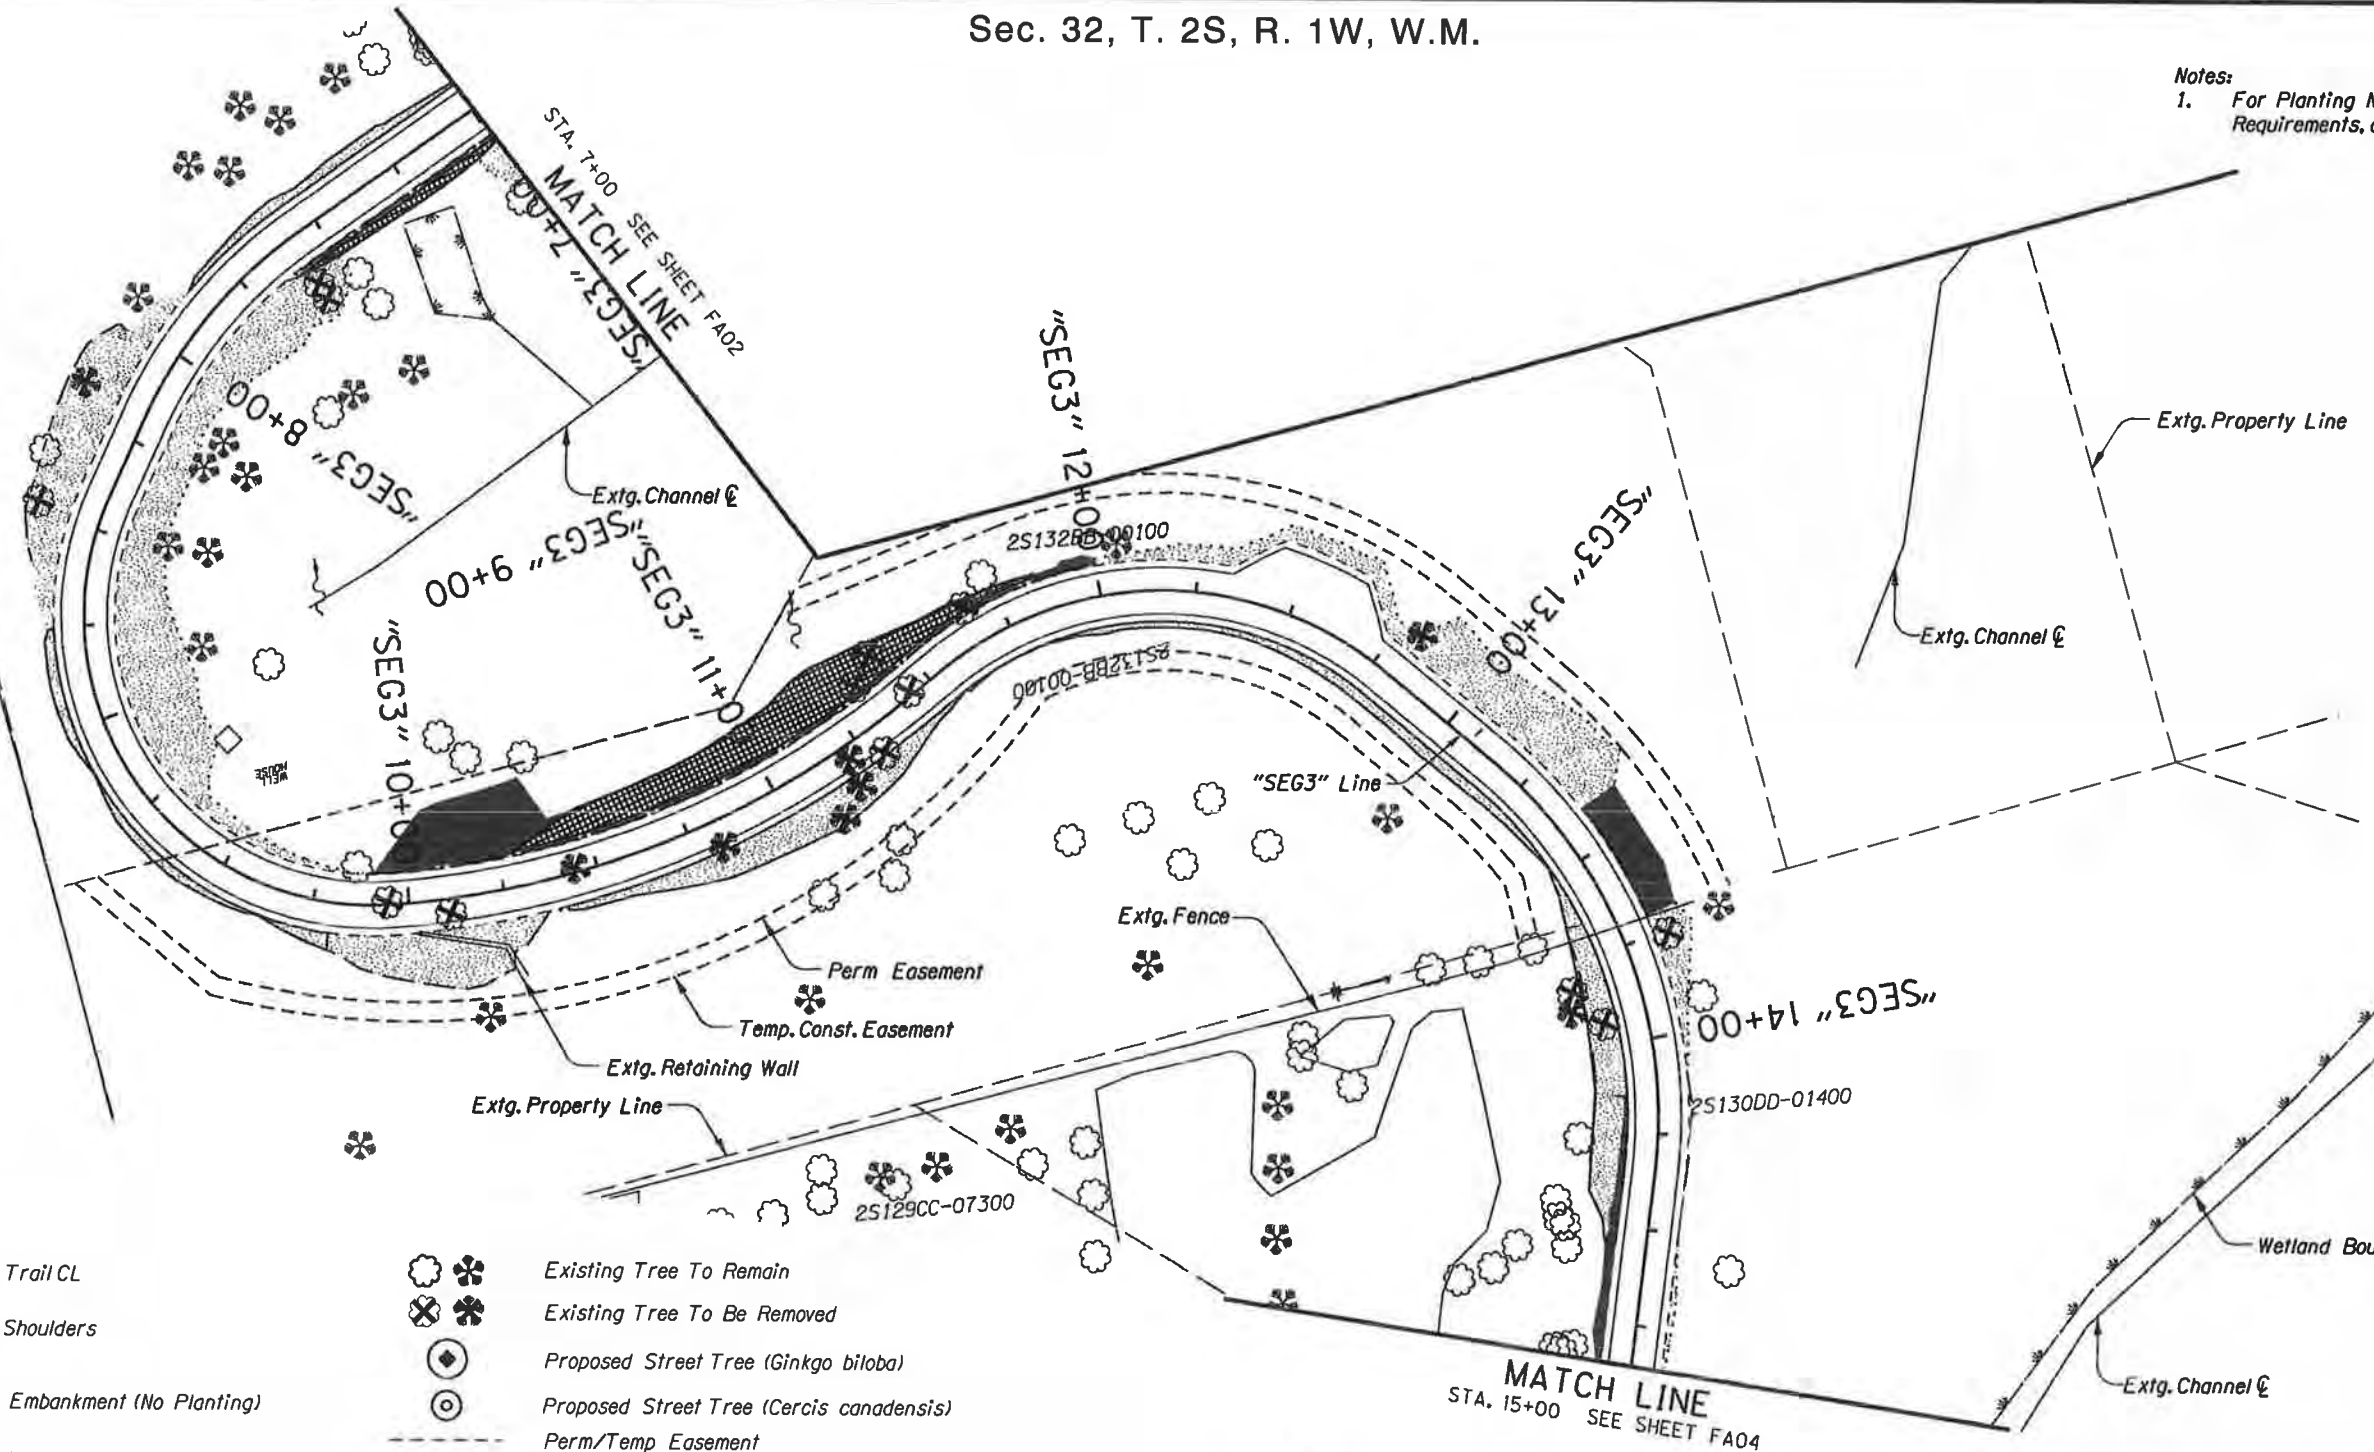 Sec. 32, T. 2S, R. 1W, W.M.
Notes:
1. For Planting
Requirements,
STA. 7+00 SEE SHEET FA02
MATCH LINE
"SEG3" 7+00
"SEG3" 8+00
"SEG3" 9+00
"SEG3"
"SEG3" 10+00
"SEG3" 11+0
"SEG3" 12+00
"SEG3" 13+00
"SEG3" 14+00
Extg. Channel ℄
2S132BB-00100
2S132BB-00100
Extg. Property Line
Extg. Channel ℄
WELL
HOUSE
"SEG3" Line
Extg. Fence
Perm Easement
Temp. Const. Easement
Extg. Retaining Wall
Extg. Property Line
2S130DD-01400
2S129CC-07300
Wetland
Extg. Channel ℄
MATCH LINE
STA. 15+00 SEE SHEET FA04
Trail CL
Shoulders
Embankment (No Planting)
Existing Tree To Remain
Existing Tree To Be Removed
Proposed Street Tree (Ginkgo biloba)
Proposed Street Tree (Cercis canadensis)
Perm/Temp Easement